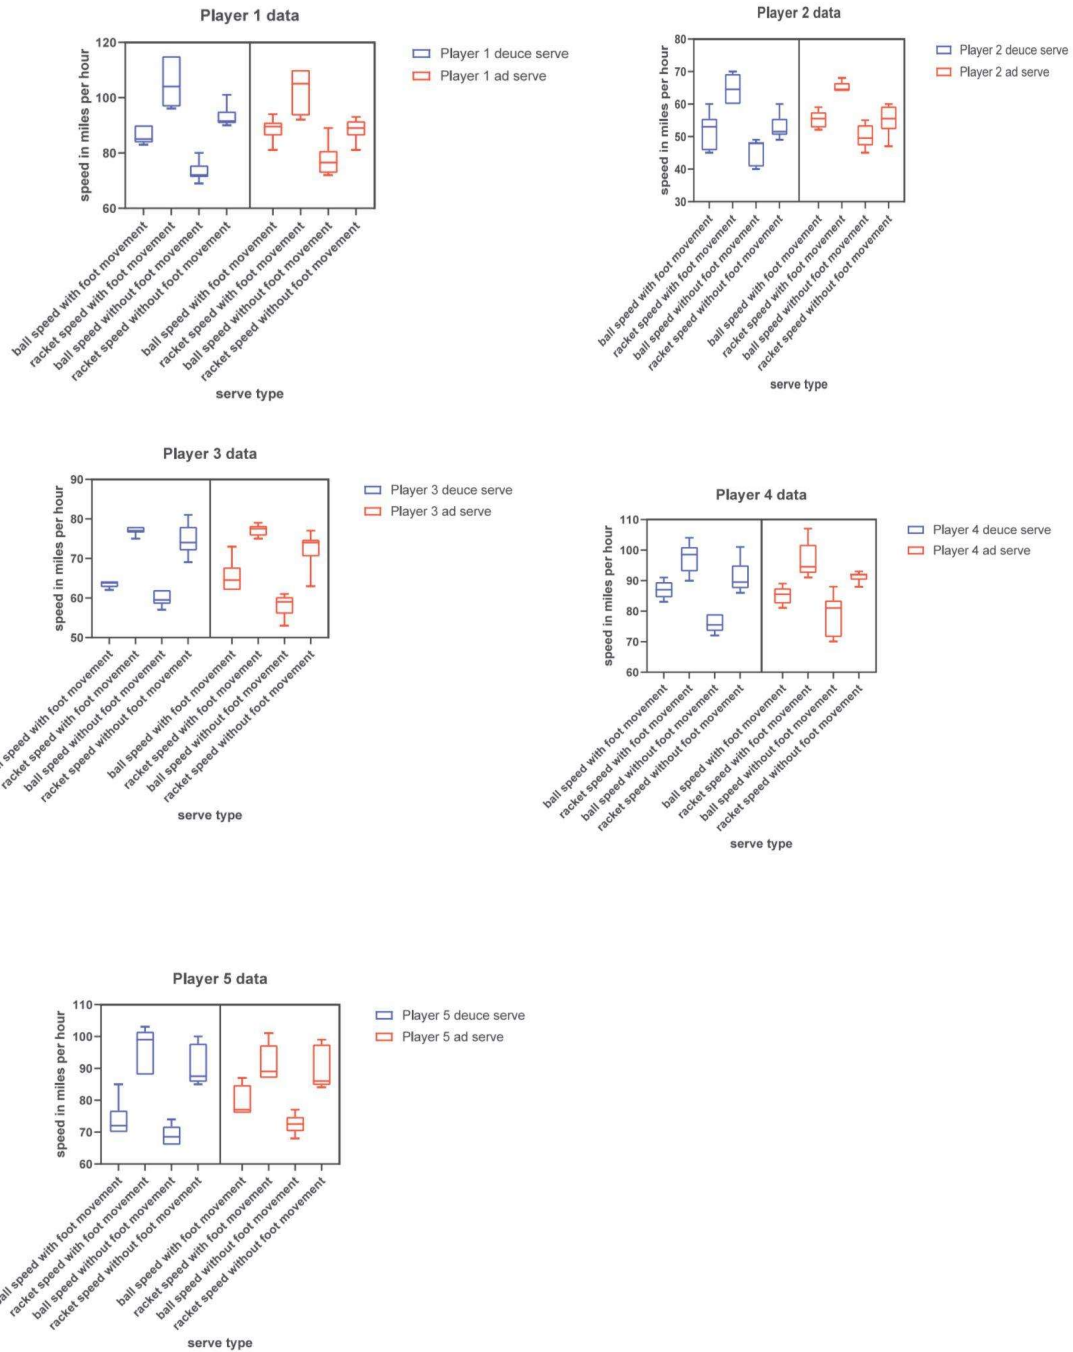 Player 1 data
120
100
80
60
speed in miles per hour
Player 1 deuce serve
Player 1 ad serve
ball speed with foot movement
racket speed with foot movement
ball speed without foot movement
racket speed without foot movement
ball speed with foot movement
racket speed with foot movement
ball speed without foot movement
racket speed without foot movement
serve type
Player 2 data
80
70
60
50
40
30
speed in miles per hour
Player 2 deuce serve
Player 2 ad serve
ball speed with foot movement
racket speed with foot movement
ball speed without foot movement
racket speed without foot movement
ball speed with foot movement
racket speed with foot movement
ball speed without foot movement
racket speed without foot movement
serve type
Player 3 data
90
80
70
60
50
speed in miles per hour
Player 3 deuce serve
Player 3 ad serve
speed with foot movement
racket speed with foot movement
ball speed without foot movement
racket speed without foot movement
ball speed with foot movement
racket speed with foot movement
ball speed without foot movement
racket speed without foot movement
serve type
Player 4 data
110
100
90
80
70
60
speed in miles per hour
Player 4 deuce serve
Player 4 ad serve
ball speed with foot movement
racket speed with foot movement
ball speed without foot movement
racket speed without foot movement
ball speed with foot movement
racket speed with foot movement
ball speed without foot movement
racket speed without foot movement
serve type
Player 5 data
110
100
90
80
70
60
speed in miles per hour
Player 5 deuce serve
Player 5 ad serve
ball speed with foot movement
racket speed with foot movement
ball speed without foot movement
racket speed without foot movement
ball speed with foot movement
racket speed with foot movement
ball speed without foot movement
racket speed without foot movement
serve type